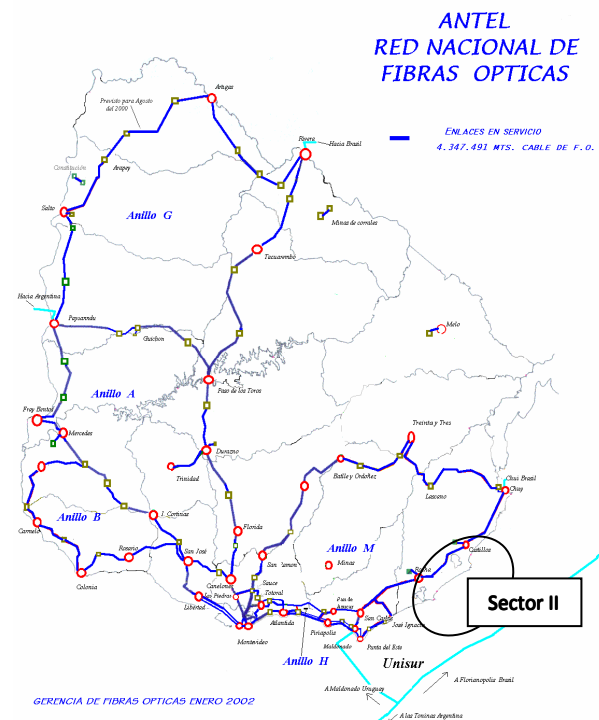 ANTEL
RED NACIONAL DE
FIBRAS OPTICAS
ENLACES EN SERVICIO
4.347.491 MTS. CABLE DE F.O.
Artigas
Previsto para Agosto
del 2000
Rivera
Hacia Brasil
Constitución
Arapey
Salto
Anillo G
Minas de corrales
Tacuarembo
Hacia Argentina
Paysandu
Guichon
Melo
Paso de los Toros
Anillo A
Fray Bentos
Mercedes
Treinta y Tres
Durazno
Batlle y Ordoñez
Trinidad
Chui Brasil
Chuy
Lascano
Anillo B
J. Cortinas
Carmelo
Florida
Rosario
San José
San Ramon
Anillo M
Castillos
Minas
Rocha
Colonia
Canelones
Sauce
Las Piedras
Totoral
Libertad
Pan de
Azucar
San Carlos
Sector II
Atlantida
Piriapolis
José Ignacio
Montevideo
Maldonado
Punta del Este
Anillo H
Unisur
A Maldonado Uruguay
A Florianopolis Brasil
GERENCIA DE FIBRAS OPTICAS ENERO 2002
A las Toninas Argentina